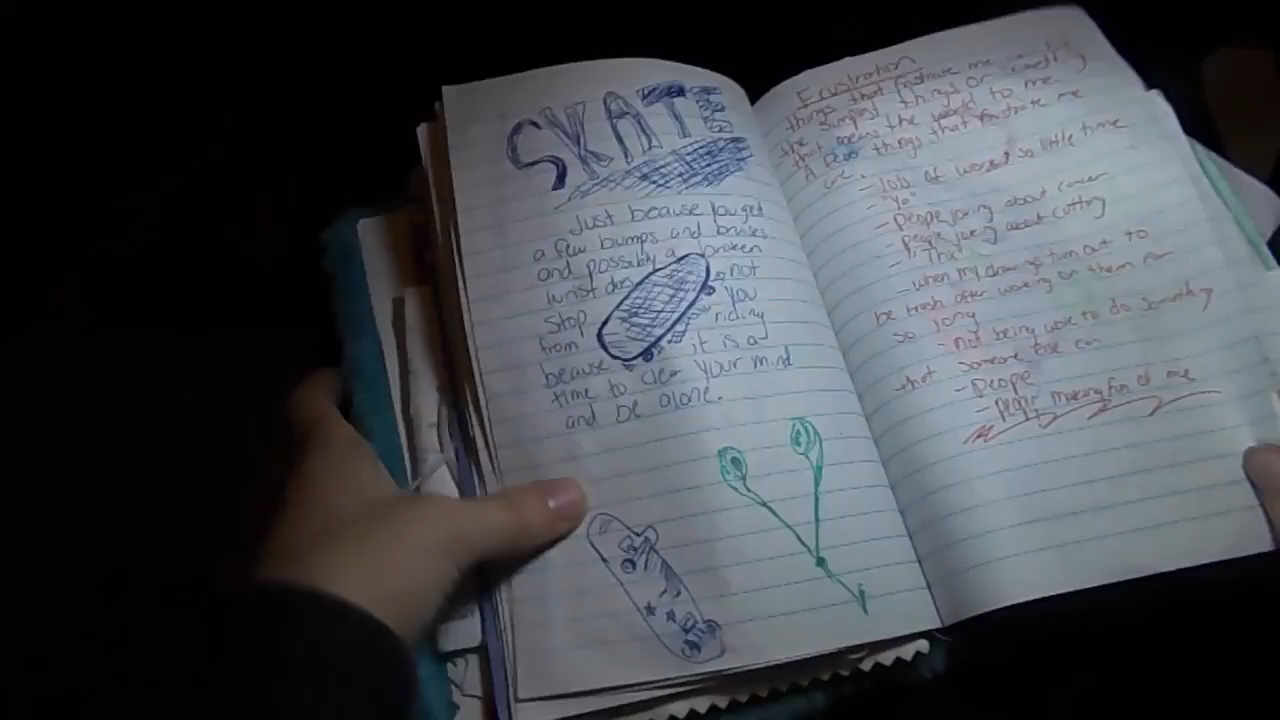 SKATE
Just because you get
a few bumps and bruises
and possibly a broken
wrist does not
stop you
from riding
because it is a
time to clear your mind
and be alone.
Frustration
things that frustrate me
the simplest things or
that means the world to me.
A few things that frustrate me
are.
- lots of work so little time
- "Yo"
- People joking about cancer
- people joking about cutting
- "Thx"
- when my drawings turn out to
be trash after working on them for
so long
- not being able to do something
that someone else can
- People
- people making fun of me